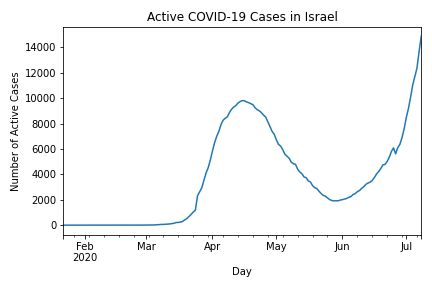 Active COVID-19 Cases in Israel
Number of Active Cases
14000
12000
10000
8000
6000
4000
2000
0
Feb Mar Apr May Jun Jul
2020
Day